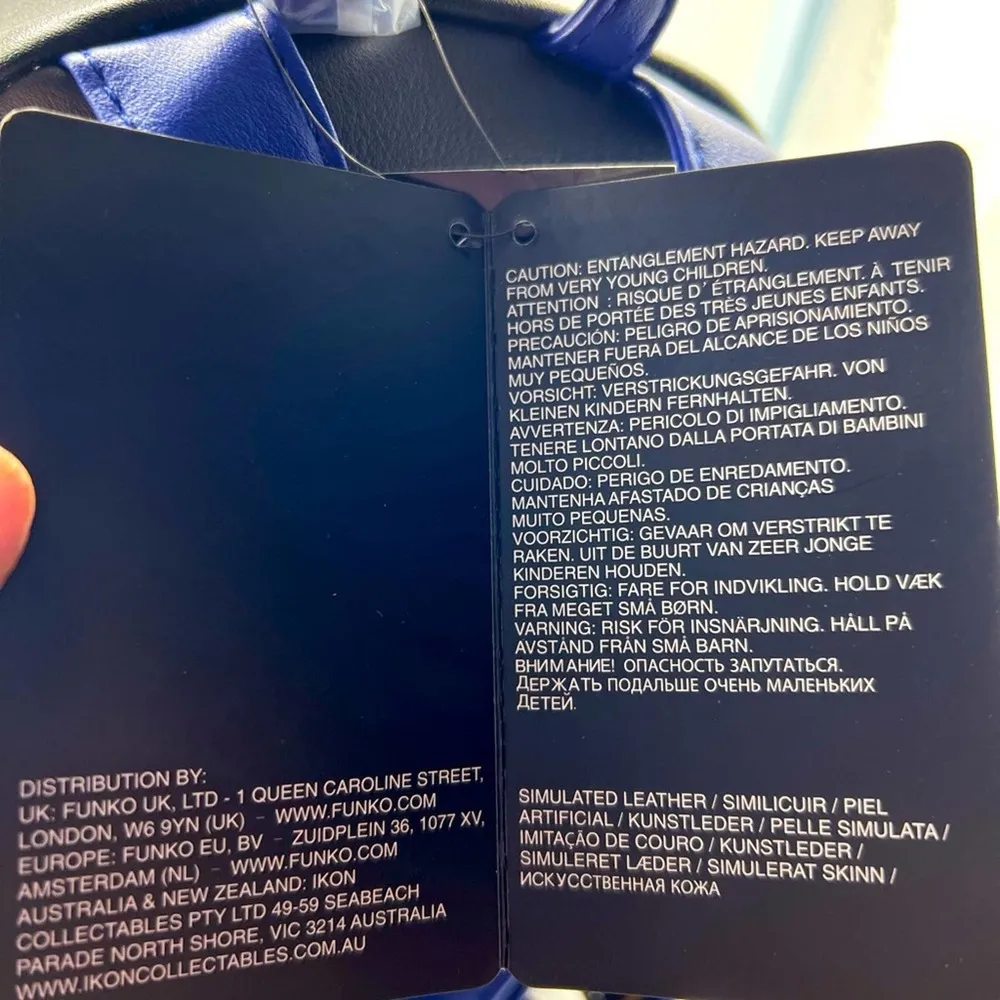 DISTRIBUTION BY:
UK: FUNKO UK, LTD - 1 QUEEN CAROLINE STREET,
LONDON, W6 9YN (UK) - WWW.FUNKO.COM
EUROPE: FUNKO EU, BV - ZUIDPLEIN 36, 1077 XV,
AMSTERDAM (NL) - WWW.FUNKO.COM
AUSTRALIA & NEW ZEALAND: IKON
COLLECTABLES PTY LTD 49-59 SEABEACH
PARADE NORTH SHORE, VIC 3214 AUSTRALIA
WWW.IKONCOLLECTABLES.COM.AU
CAUTION: ENTANGLEMENT HAZARD. KEEP AWAY
FROM VERY YOUNG CHILDREN.
ATTENTION : RISQUE D' ÉTRANGLEMENT. À TENIR
HORS DE PORTÉE DES TRÈS JEUNES ENFANTS.
PRECAUCIÓN: PELIGRO DE APRISIONAMIENTO.
MANTENER FUERA DEL ALCANCE DE LOS NIÑOS
MUY PEQUEÑOS.
VORSICHT: VERSTRICKUNGSGEFAHR. VON
KLEINEN KINDERN FERNHALTEN.
AVVERTENZA: PERICOLO DI IMPIGLIAMENTO.
TENERE LONTANO DALLA PORTATA DI BAMBINI
MOLTO PICCOLI.
CUIDADO: PERIGO DE ENREDAMENTO.
MANTENHA AFASTADO DE CRIANÇAS
MUITO PEQUENAS.
VOORZICHTIG: GEVAAR OM VERSTRIKT TE
RAKEN. UIT DE BUURT VAN ZEER JONGE
KINDEREN HOUDEN.
FORSIGTIG: FARE FOR INDVIKLING. HOLD VÆK
FRA MEGET SMÅ BØRN.
VARNING: RISK FÖR INSNÄRJNING. HÅLL PÅ
AVSTÅND FRÅN SMÅ BARN.
ВНИМАНИЕ! ОПАСНОСТЬ ЗАПУТАТЬСЯ.
ДЕРЖАТЬ ПОДАЛЬШЕ ОЧЕНЬ МАЛЕНЬКИХ
ДЕТЕЙ.
SIMULATED LEATHER / SIMILICUIR / PIEL
ARTIFICIAL / KUNSTLEDER / PELLE SIMULATA /
IMITAÇÃO DE COURO / KUNSTLEDER /
SIMULERET LÆDER / SIMULERAT SKINN /
ИСКУССТВЕННАЯ КОЖА